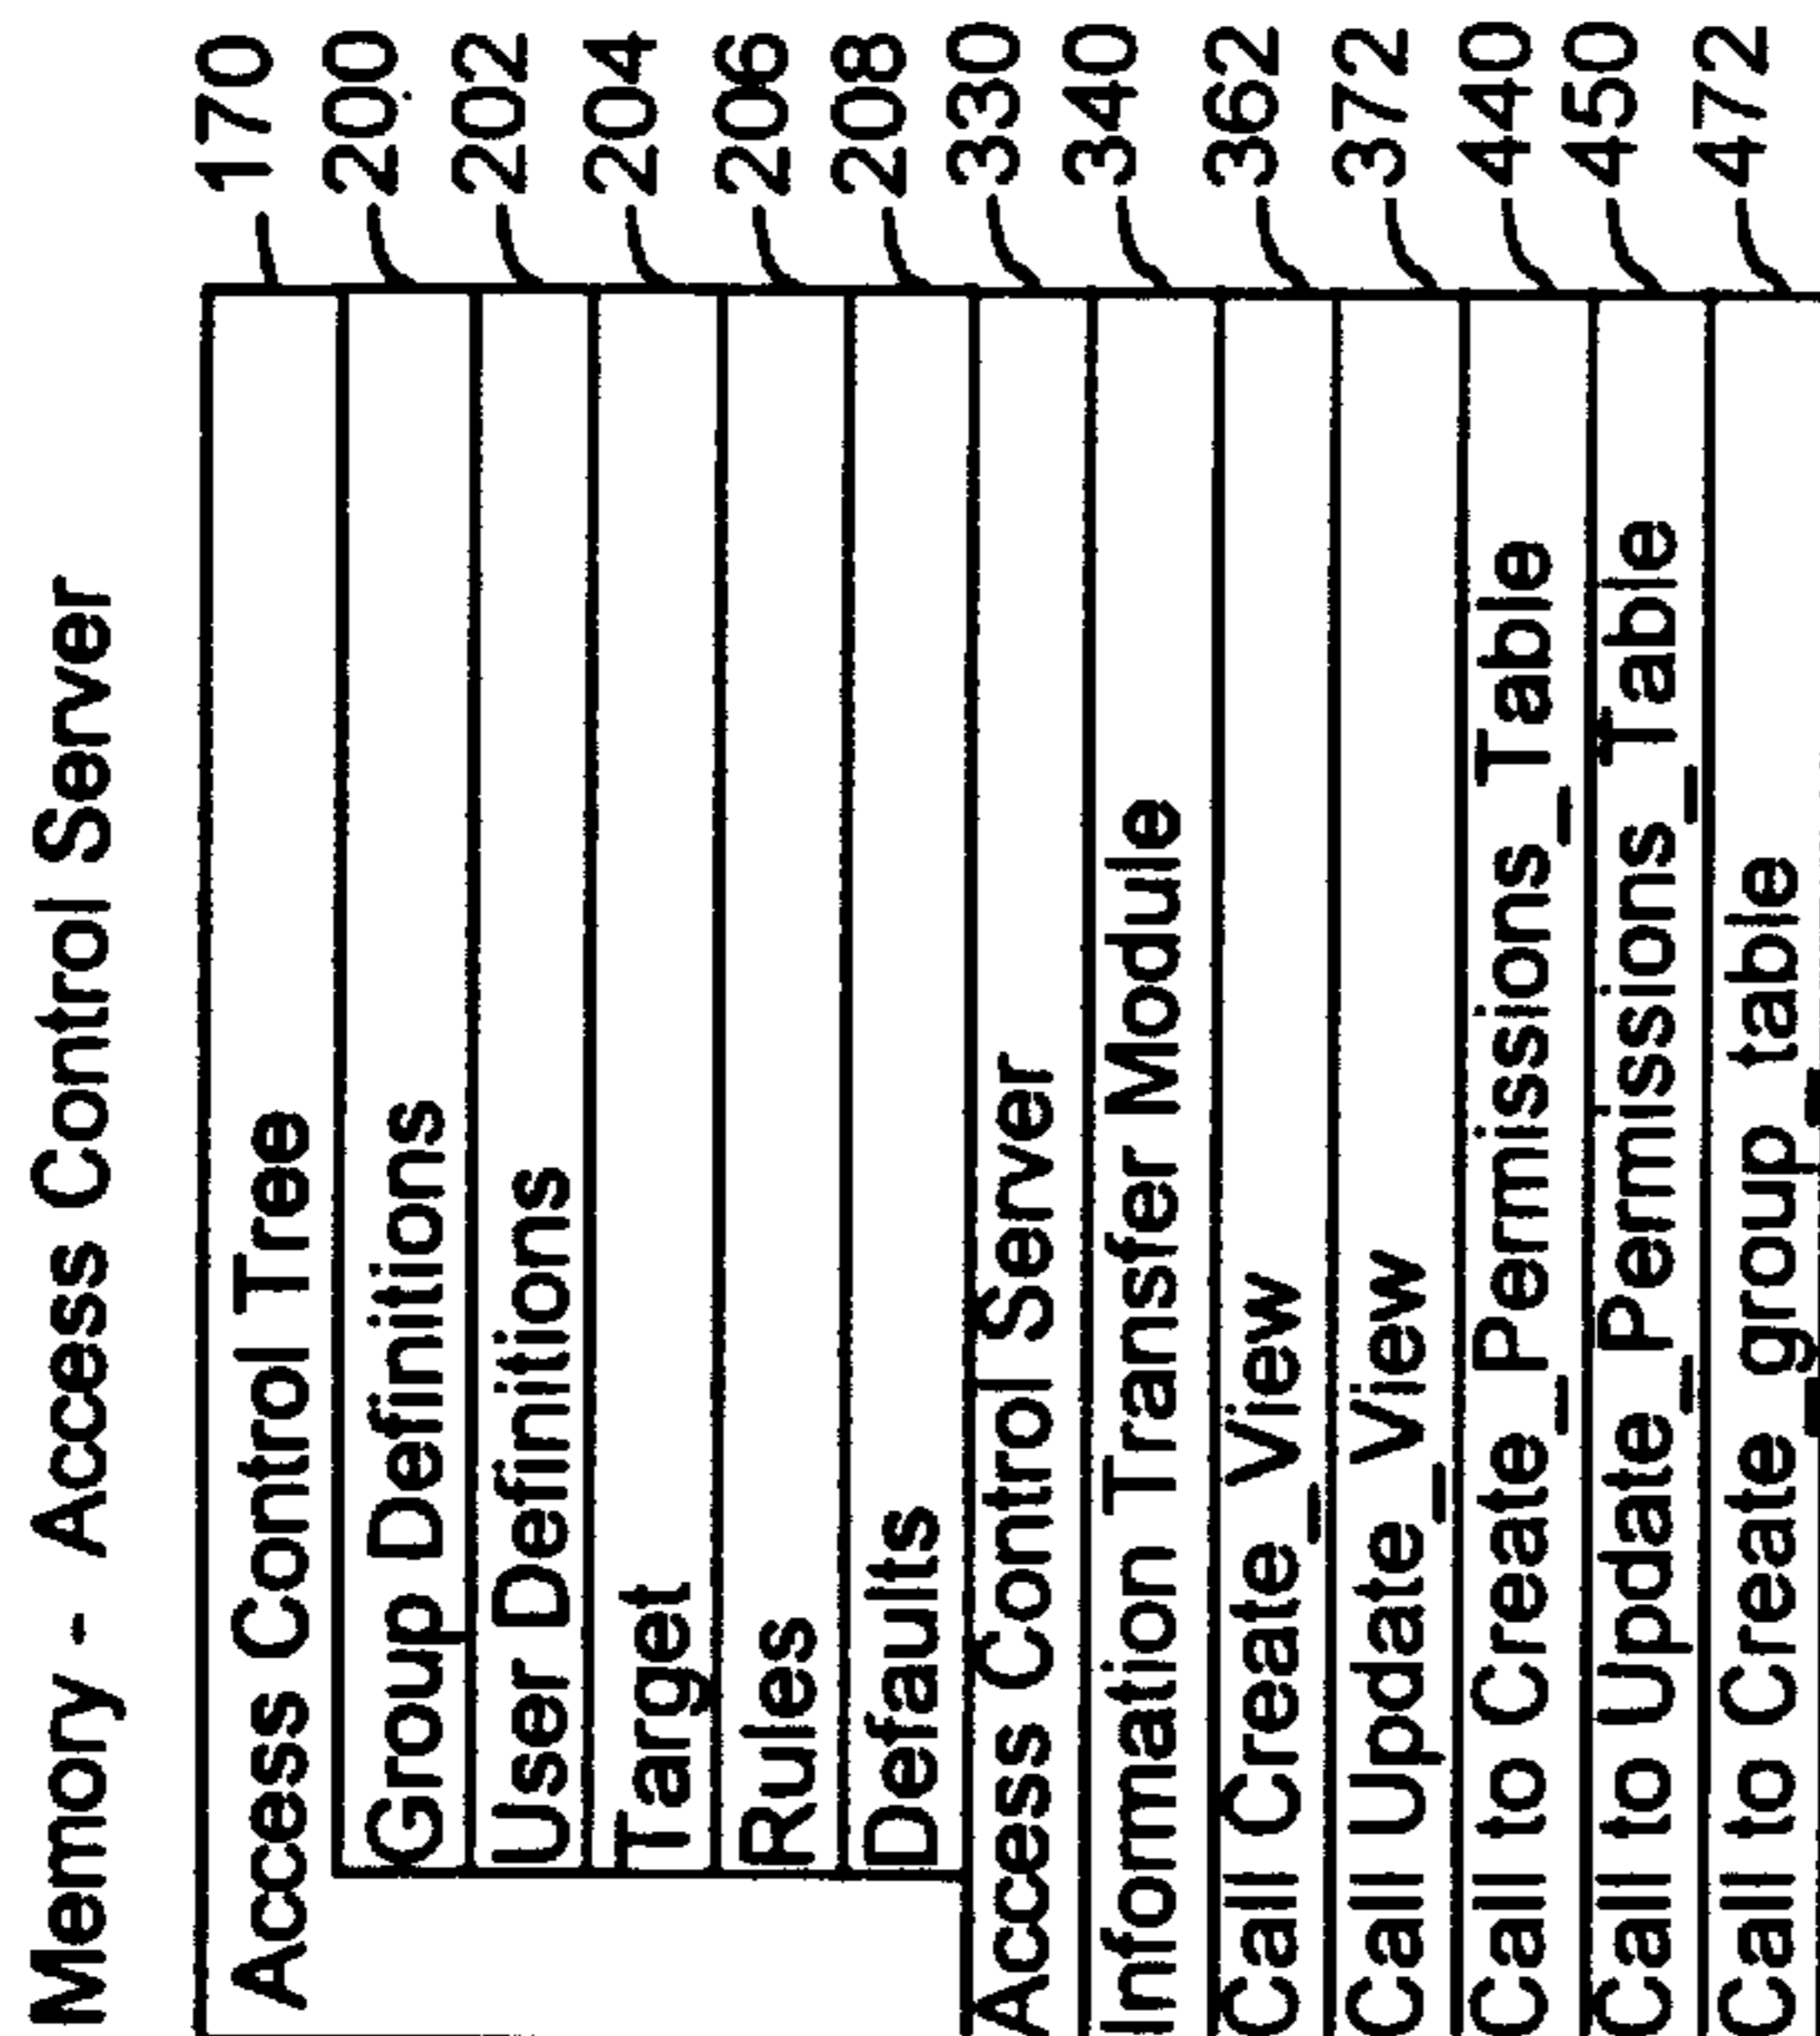 Memory - Access Control Server
Access Control Tree 170
Group Definitions 200
User Definitions 202
Target 204
Rules 206
Defaults 208
Access Control Server 330
Information Transfer Module 340
Call Create_View 362
Call Update_View 372
Call to Create_Permissions_Table 440
Call to Update_Permissions_Table 450
Call to Create_group_table 472